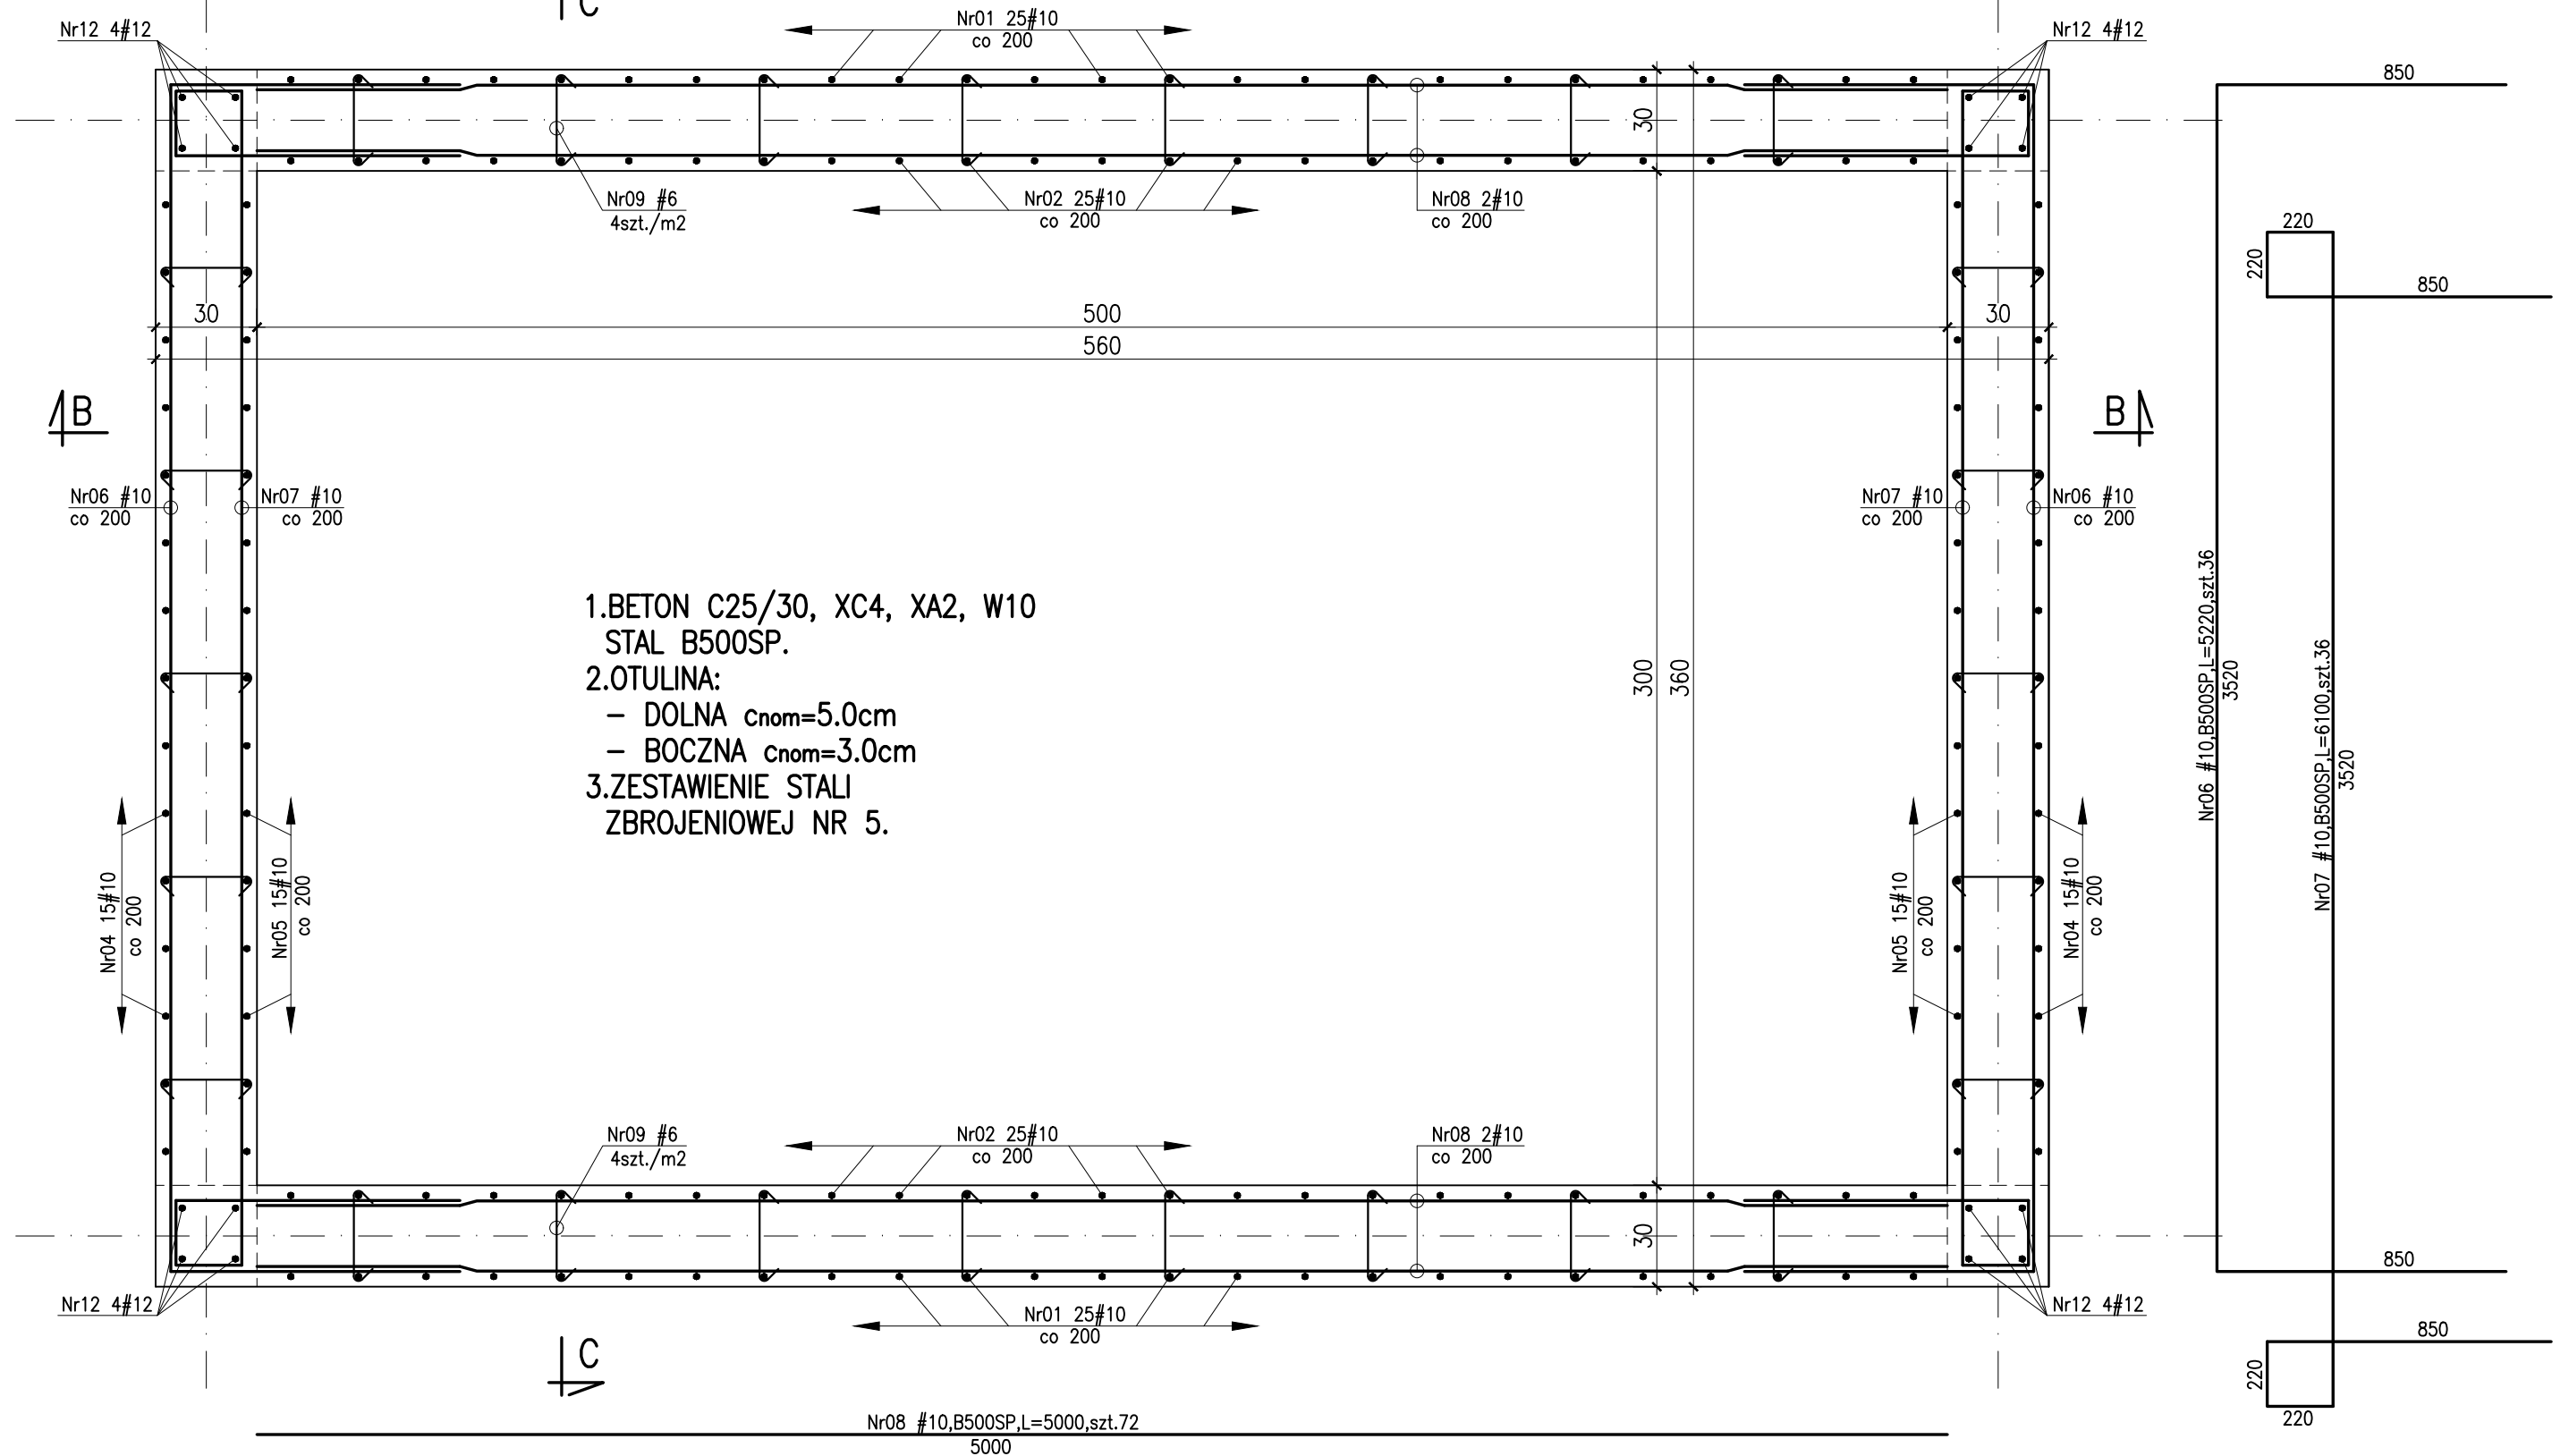 C
Nr12 4#12
Nr01 25#10
co 200
Nr12 4#12
850
30
Nr09 #6
4szt./m2
Nr02 25#10
co 200
Nr08 2#10
co 200
220
220
850
30
500
30
560
B
B
Nr06 #10
co 200
Nr07 #10
co 200
Nr07 #10
co 200
Nr06 #10
co 200
1.BETON C25/30, XC4, XA2, W10
STAL B500SP.
2.OTULINA:
– DOLNA cnom=5.0cm
– BOCZNA cnom=3.0cm
3.ZESTAWIENIE STALI
ZBROJENIOWEJ NR 5.
300
360
Nr06 #10,B500SP,L=5220,szt.36
3520
Nr07 #10,B500SP,L=6100,szt.36
3520
Nr04 15#10
co 200
Nr05 15#10
co 200
Nr05 15#10
co 200
Nr04 15#10
co 200
Nr09 #6
4szt./m2
Nr02 25#10
co 200
Nr08 2#10
co 200
30
850
Nr12 4#12
Nr01 25#10
co 200
Nr12 4#12
850
C
220
220
Nr08 #10,B500SP,L=5000,szt.72
5000